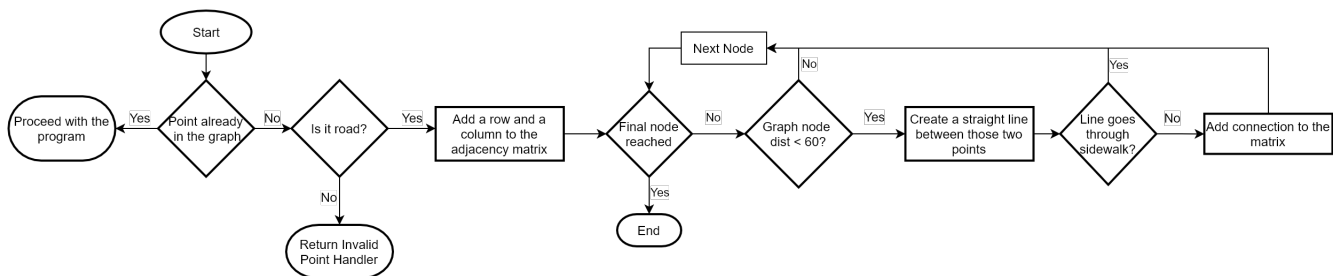 Start
Next Node
Proceed with the
program
Yes
Point already
in the graph
No
Is it road?
Yes
Add a row and a
column to the
adjacency matrix
Final node
reached
No
Graph node
dist < 60?
No
Yes
Create a straight line
between those two
points
Line goes
through
sidewalk?
Yes
No
Add connection to the
matrix
No
Return Invalid
Point Handler
Yes
End